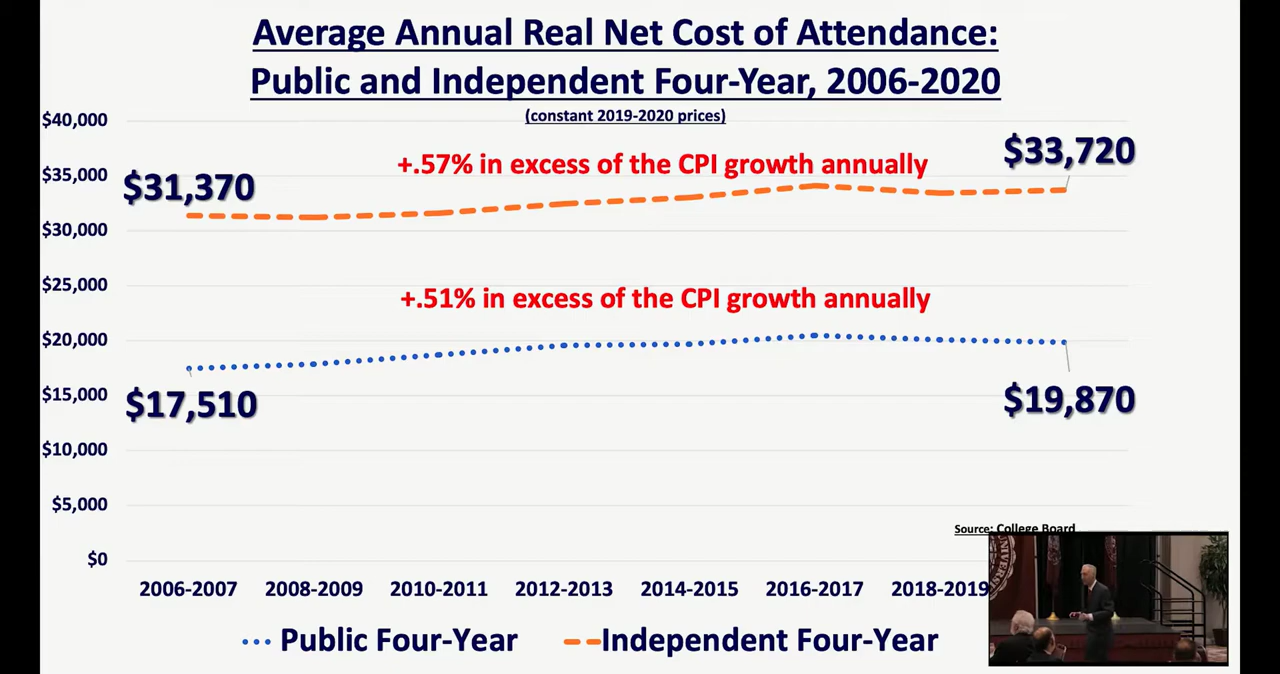 Average Annual Real Net Cost of Attendance:
Public and Independent Four-Year, 2006-2020
(constant 2019-2020 prices)
$40,000
$35,000
$30,000
$25,000
$20,000
$15,000
$10,000
$5,000
$0
+.57% in excess of the CPI growth annually
$31,370
$33,720
+.51% in excess of the CPI growth annually
$17,510
$19,870
Source: College Board
2006-2007 2008-2009 2010-2011 2012-2013 2014-2015 2016-2017 2018-2019
Public Four-Year Independent Four-Year